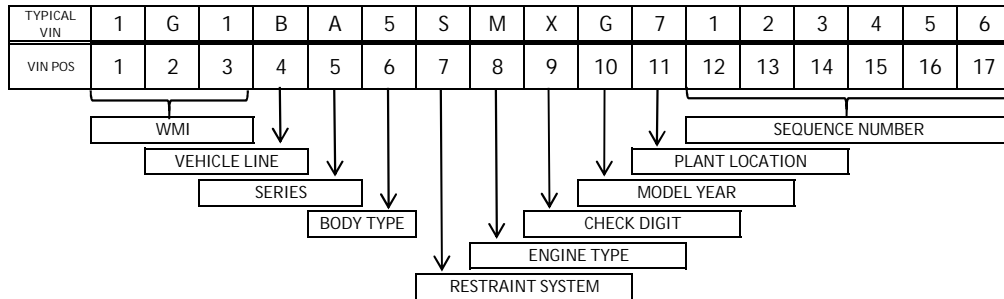 TYPICAL VIN 1 G 1 B A 5 S M X G 7 1 2 3 4 5 6
VIN POS 1 2 3 4 5 6 7 8 9 10 11 12 13 14 15 16 17
WMI SEQUENCE NUMBER
VEHICLE LINE PLANT LOCATION
SERIES MODEL YEAR
BODY TYPE CHECK DIGIT
ENGINE TYPE
RESTRAINT SYSTEM